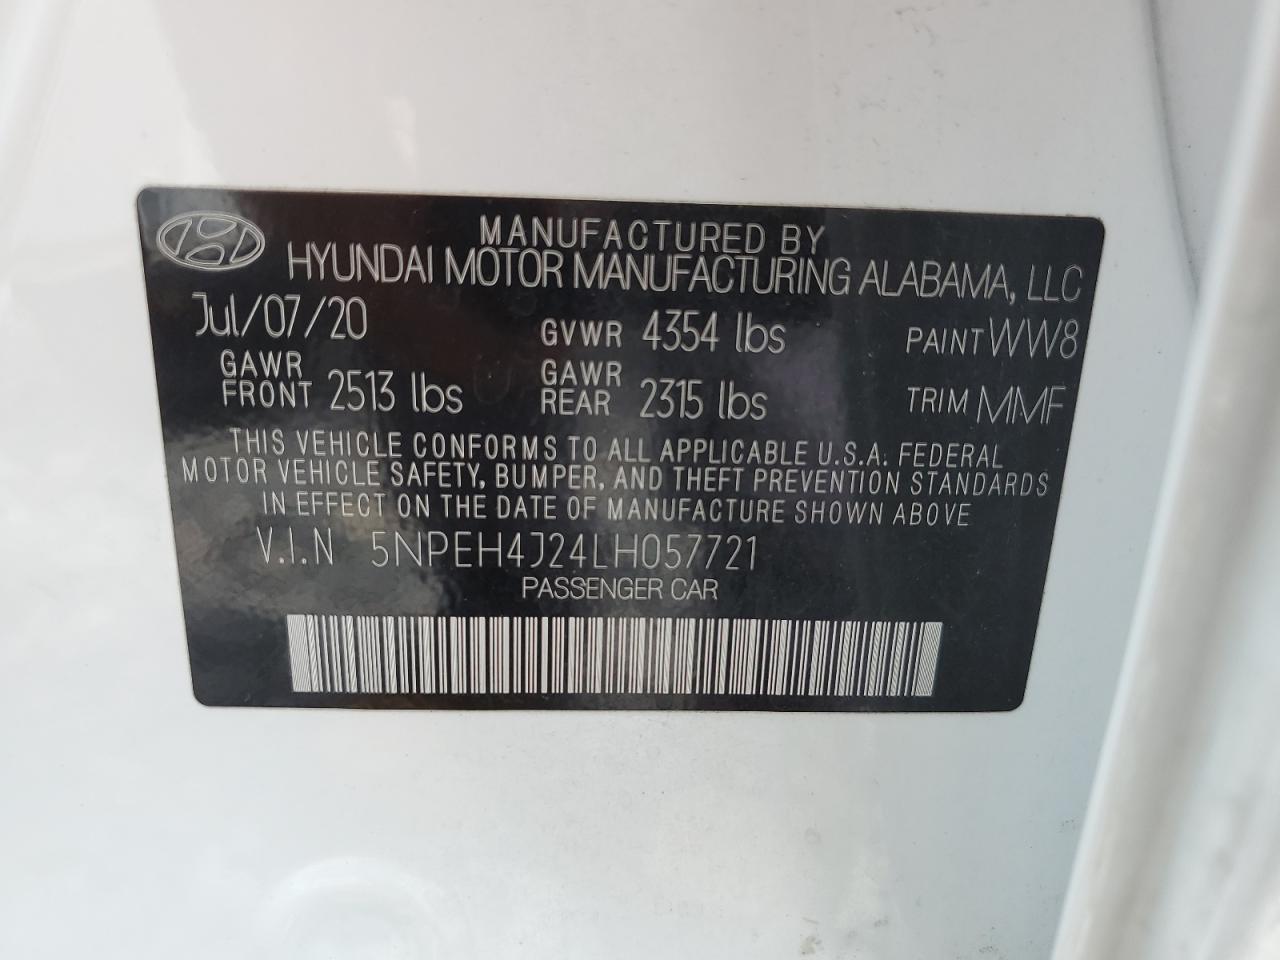 MANUFACTURED BY
HYUNDAI MOTOR MANUFACTURING ALABAMA, LLC
Jul/07/20 GVWR 4354 lbs PAINT WW8
GAWR FRONT 2513 lbs GAWR REAR 2315 lbs TRIM MMF
THIS VEHICLE CONFORMS TO ALL APPLICABLE U.S.A. FEDERAL
MOTOR VEHICLE SAFETY, BUMPER, AND THEFT PREVENTION STANDARDS
IN EFFECT ON THE DATE OF MANUFACTURE SHOWN ABOVE
V.I.N 5NPEH4J24LH057721
PASSENGER CAR